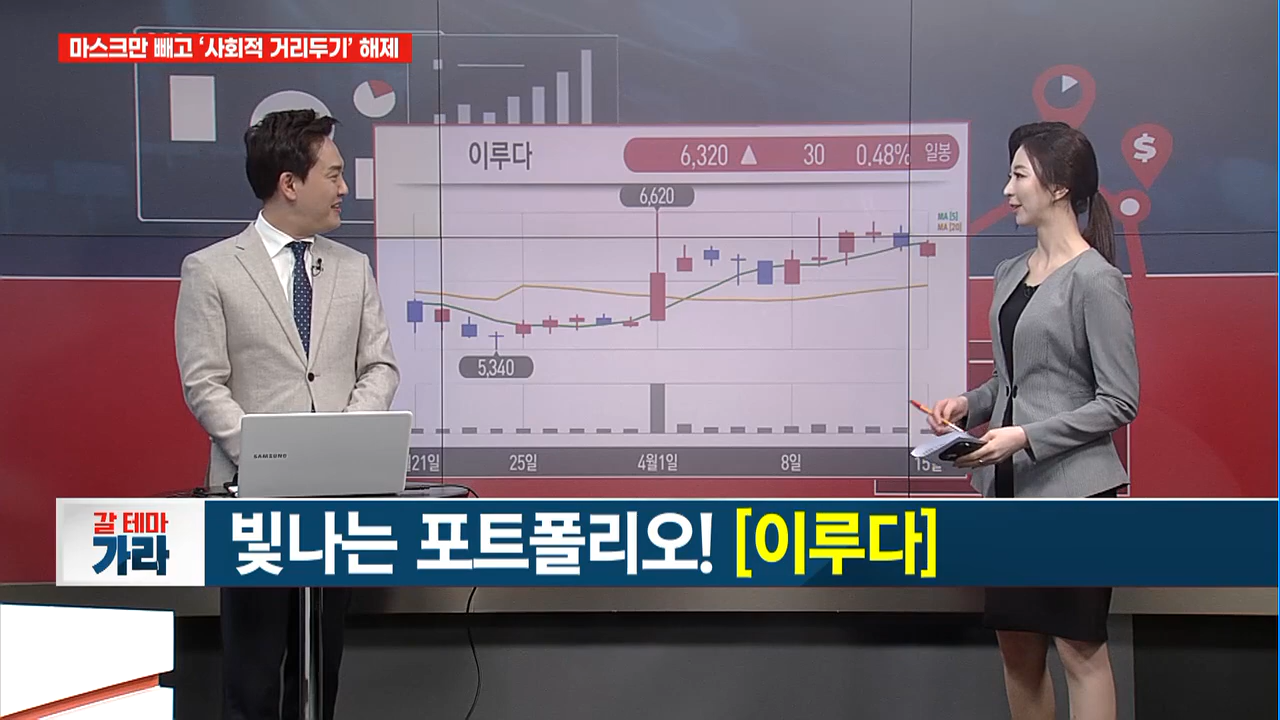 마스크만 빼고 ‘사회적 거리두기’ 해제
이루다
6,320 ▲ 30 0.48% 일봉
6,620
MA [5]
MA [20]
5,340
21일 25일 4월1일 8일 15일
SAMSUNG
갈 테마
가라
빛나는 포트폴리오! [이루다]